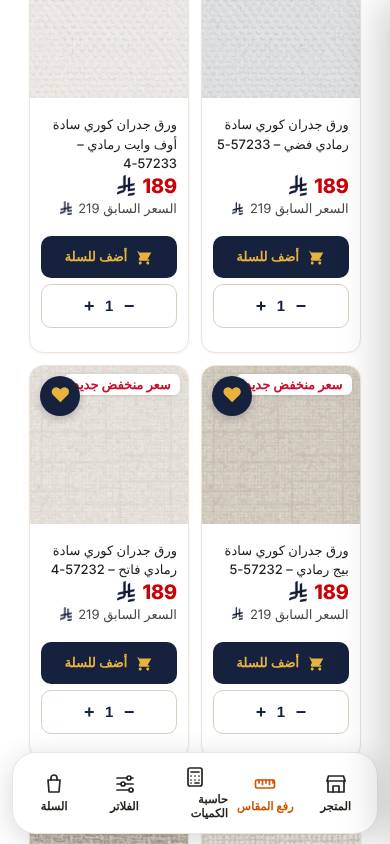 ورق جدران كوري سادة
رمادي فضي – 57233-5
189
السعر السابق 219
أضف للسلة
− 1 +
ورق جدران كوري سادة
أوف وايت رمادي –
57233-4
189
السعر السابق 219
أضف للسلة
− 1 +
سعر منخفض جديد
ورق جدران كوري سادة
بيج رمادي – 57232-5
189
السعر السابق 219
أضف للسلة
− 1 +
سعر منخفض جديد
ورق جدران كوري سادة
رمادي فاتح – 57232-4
189
السعر السابق 219
أضف للسلة
− 1 +
المتجر
رفع المقاس
حاسبة
الكميات
الفلاتر
السلة